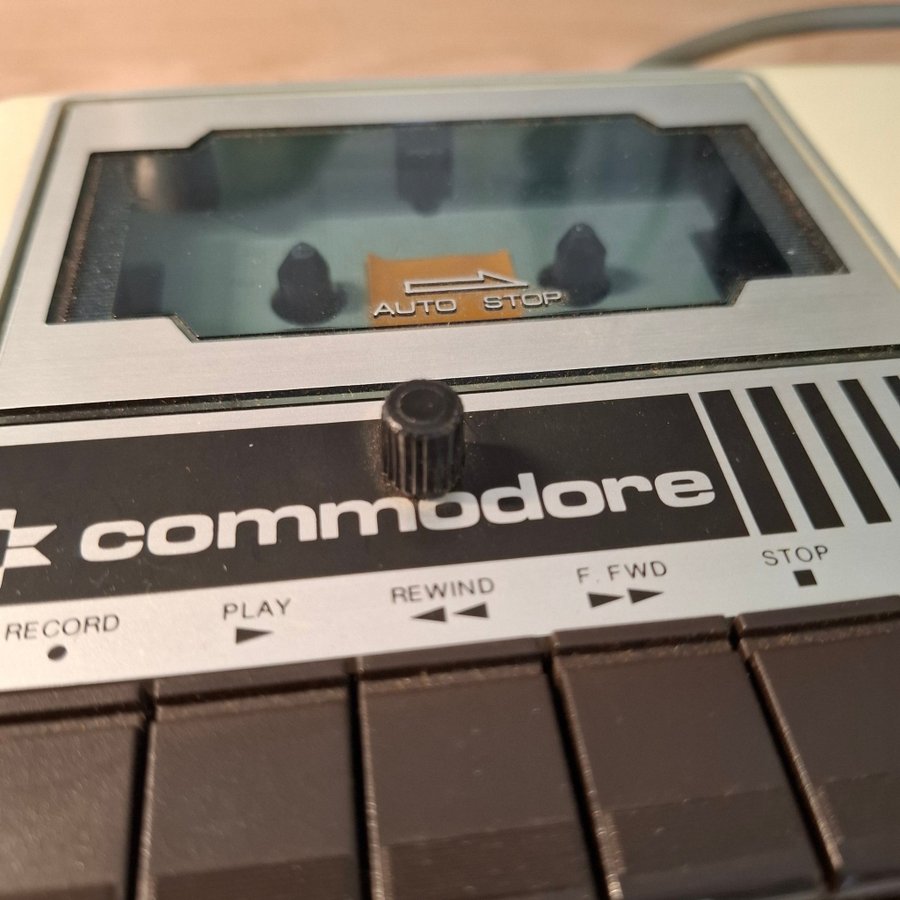 AUTO STOP
commodore
RECORD
PLAY
REWIND
F. FWD
STOP